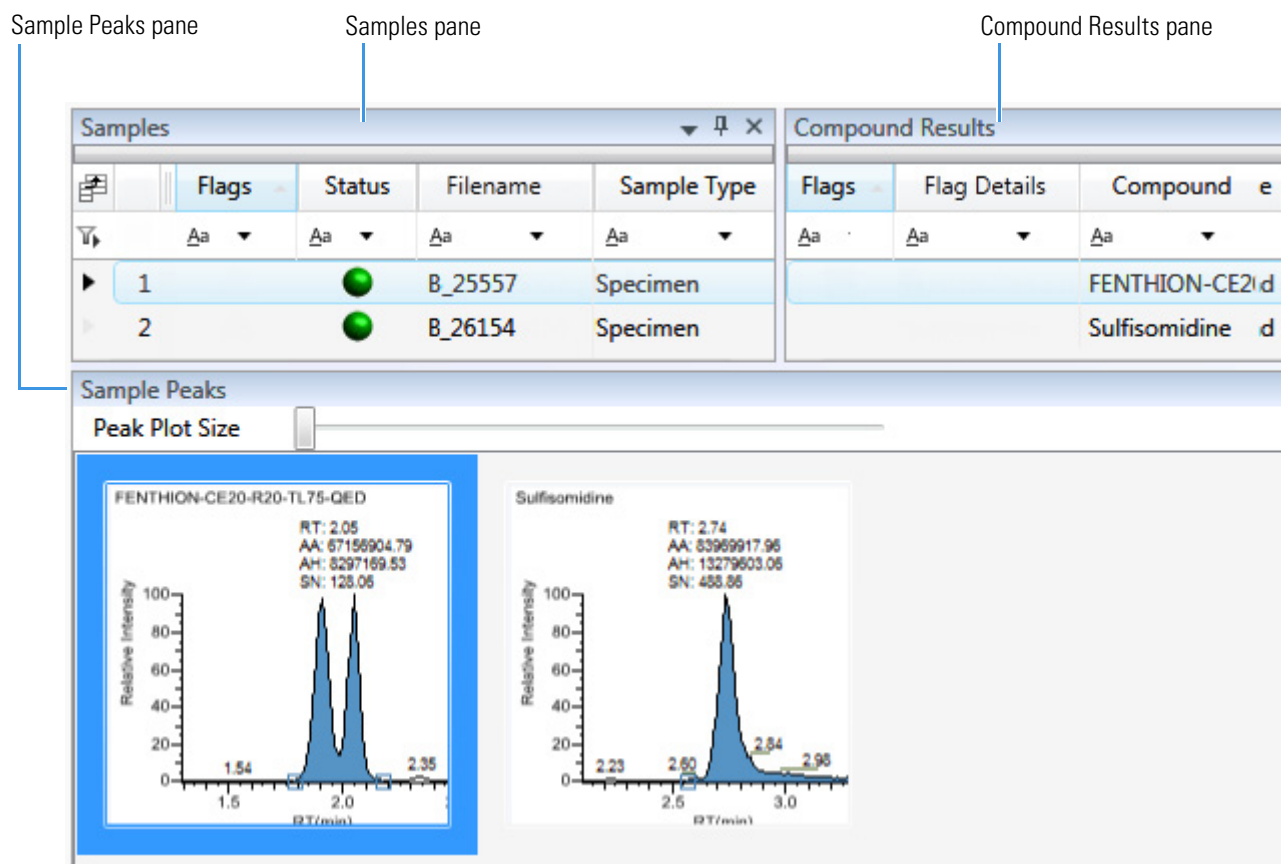 Sample Peaks pane Samples pane Compound Results pane
Samples Compound Results
Flags Status Filename Sample Type Flags Flag Details Compound e
Aa Aa Aa Aa Aa Aa Aa
1 B_25557 Specimen FENTHION-CE2 d
2 B_26154 Specimen Sulfisomidine d
Sample Peaks
Peak Plot Size
FENTHION-CE20-R20-TL75-QED
RT: 2.05
AA: 67156904.79
AH: 8297169.53
SN: 128.06
Relative Intensity
100
80
60
40
20
0
1.54 2.35
1.5 2.0
RT(min)
Sulfisomidine
RT: 2.74
AA: 83969917.96
AH: 13279603.06
SN: 488.86
Relative Intensity
100
80
60
40
20
0
2.23 2.60 2.84 2.98
2.5 3.0
RT(min)